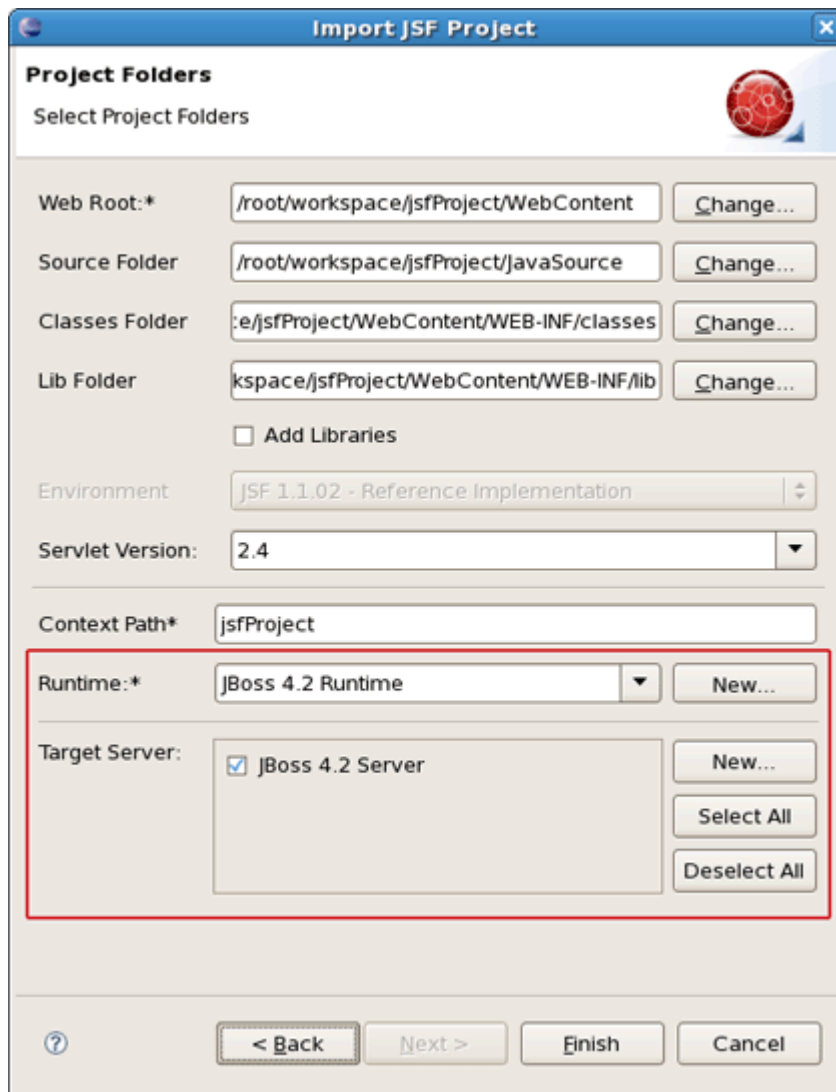 Import JSF Project
Project Folders
Select Project Folders
Web Root:* /root/workspace/jsfProject/WebContent Change...
Source Folder /root/workspace/jsfProject/JavaSource Change...
Classes Folder :e/jsfProject/WebContent/WEB-INF/classes Change...
Lib Folder kspace/jsfProject/WebContent/WEB-INF/lib Change...
Add Libraries
Environment JSF 1.1.02 - Reference Implementation
Servlet Version: 2.4
Context Path* jsfProject
Runtime:* JBoss 4.2 Runtime New...
Target Server: JBoss 4.2 Server New...
Select All
Deselect All
? < Back Next > Finish Cancel